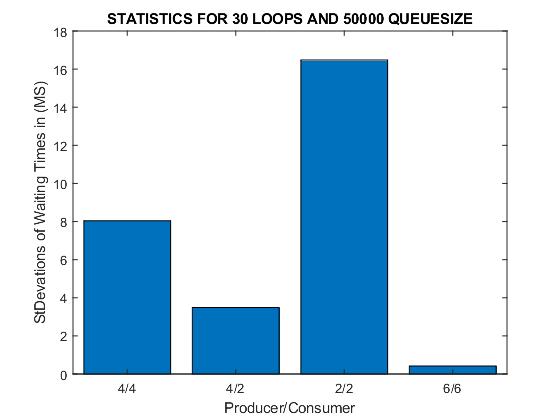 STATISTICS FOR 30 LOOPS AND 50000 QUEUESIZE
18
16
14
12
10
8
6
4
2
0
StDevations of Waiting Times in (MS)
4/4 4/2 2/2 6/6
Producer/Consumer